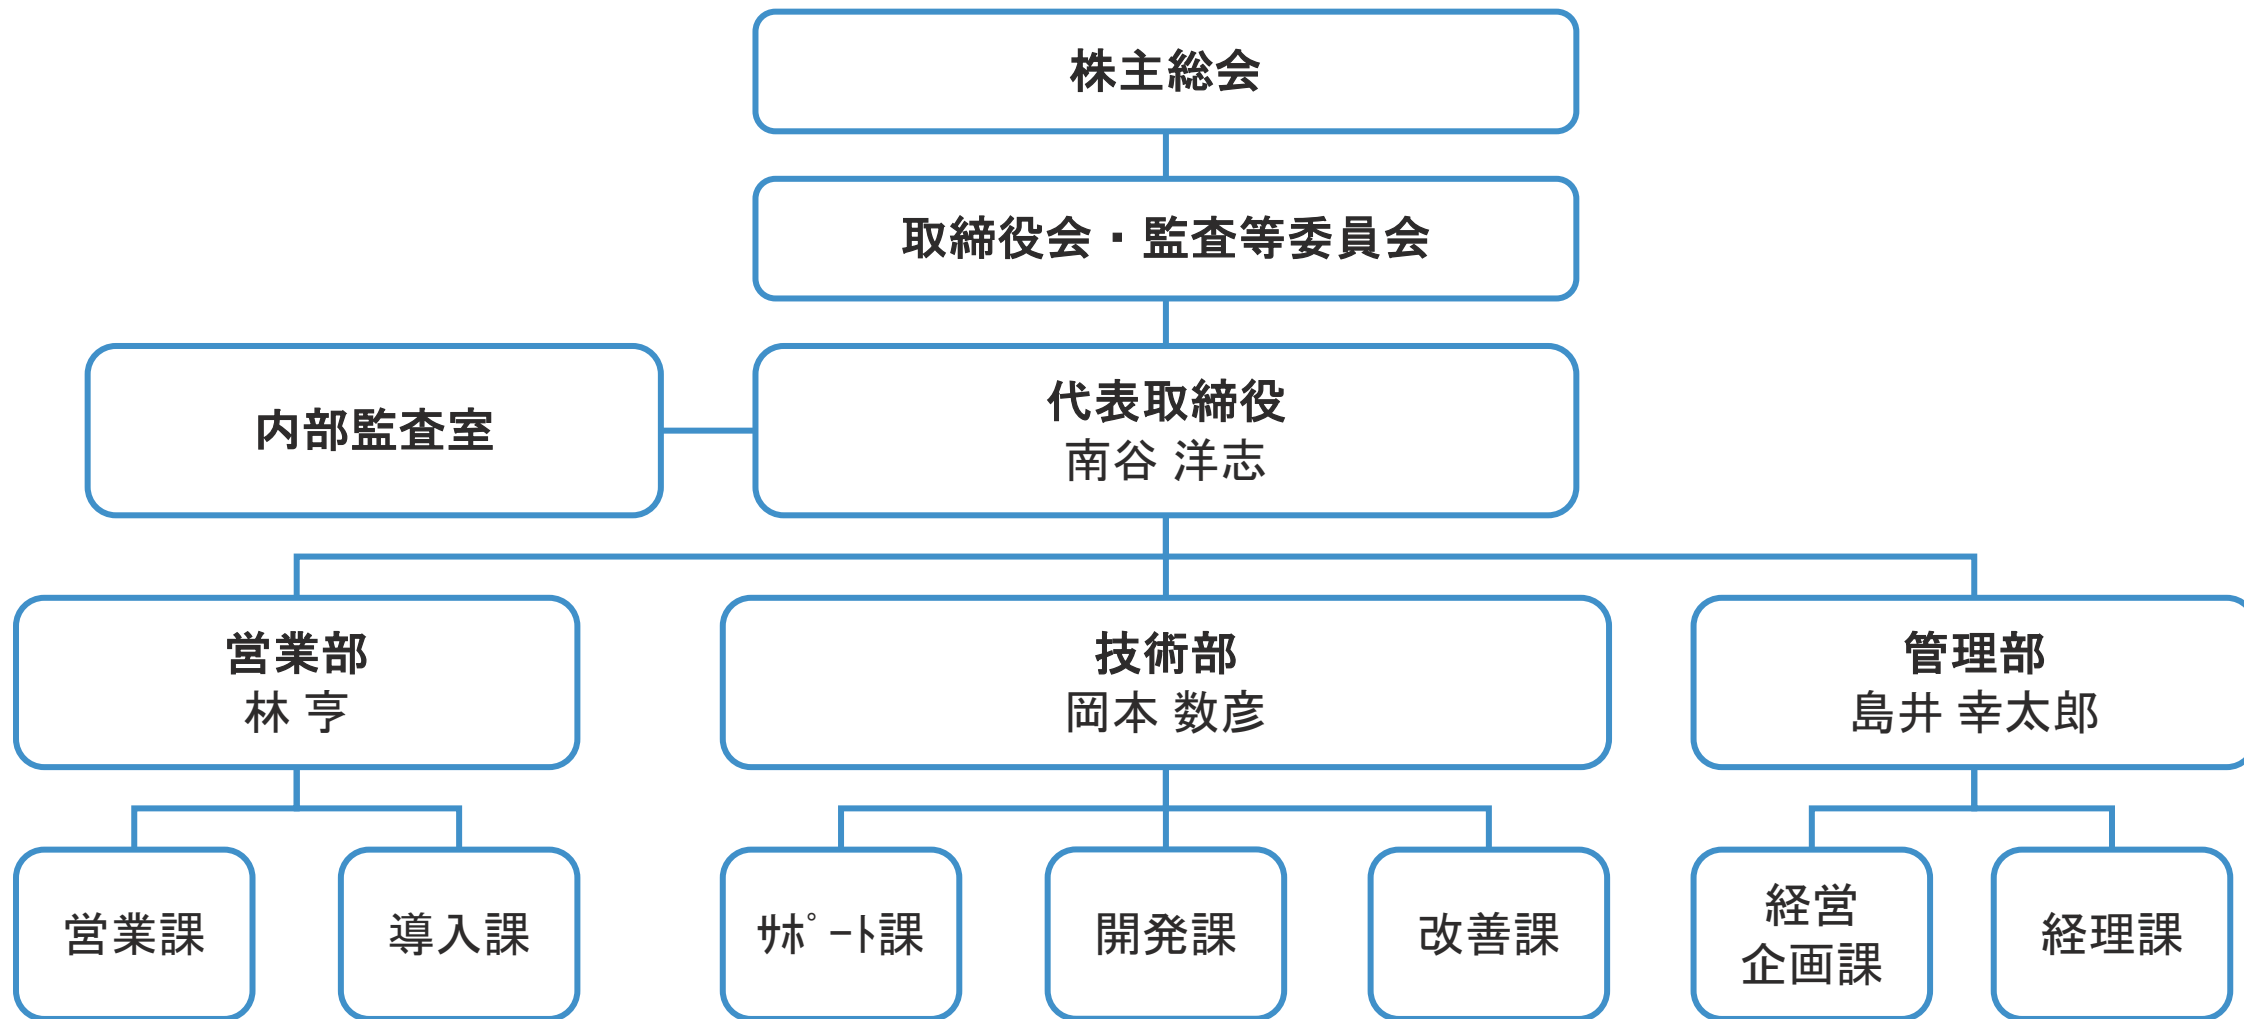 株主総会
取締役会・監査等委員会
内部監査室
代表取締役
南谷 洋志
営業部
林 亨
技術部
岡本 数彦
管理部
島井 幸太郎
営業課
導入課
ｻﾎﾟｰﾄ課
開発課
改善課
経営
企画課
経理課